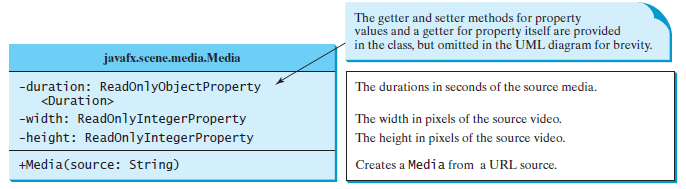 The getter and setter methods for property
values and a getter for property itself are provided
in the class, but omitted in the UML diagram for brevity.
javafx.scene.media.Media
-duration: ReadOnlyObjectProperty
<Duration>
-width: ReadOnlyIntegerProperty
-height: ReadOnlyIntegerProperty
+Media(source: String)
The durations in seconds of the source media.
The width in pixels of the source video.
The height in pixels of the source video.
Creates a Media from a URL source.